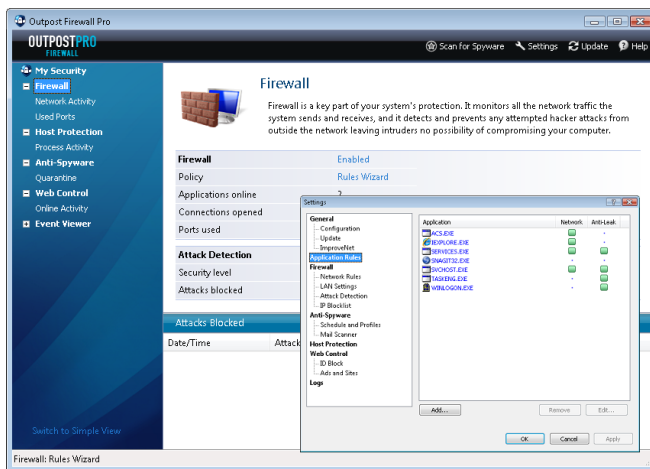 Outpost Firewall Pro
OUTPOSTPRO
FIREWALL
Scan for Spyware Settings Update Help
My Security
Firewall
Network Activity
Used Ports
Host Protection
Process Activity
Anti-Spyware
Quarantine
Web Control
Online Activity
Event Viewer
Switch to Simple View
Firewall
Firewall is a key part of your system's protection. It monitors all the network traffic the
system sends and receives, and it detects and prevents any attempted hacker attacks from
outside the network leaving intruders no possibility of compromising your computer.
Firewall Enabled
Policy Rules Wizard
Applications online 2
Connections opened
Ports used
Attack Detection
Security level
Attacks blocked
Attacks Blocked
Date/Time Attack
Settings
General
Configuration
Update
ImproveNet
Application Rules
Firewall
Network Rules
LAN Settings
Attack Detection
IP Blocklist
Anti-Spyware
Schedule and Profiles
Mail Scanner
Host Protection
Web Control
ID Block
Ads and Sites
Logs
Application Network Anti-Leak
ACS.EXE
IEXPLORE.EXE
SERVICES.EXE
SNAGIT32.EXE
SVCHOST.EXE
TASKENG.EXE
WINLOGON.EXE
Add... Remove Edit...
OK Cancel Apply
Firewall: Rules Wizard